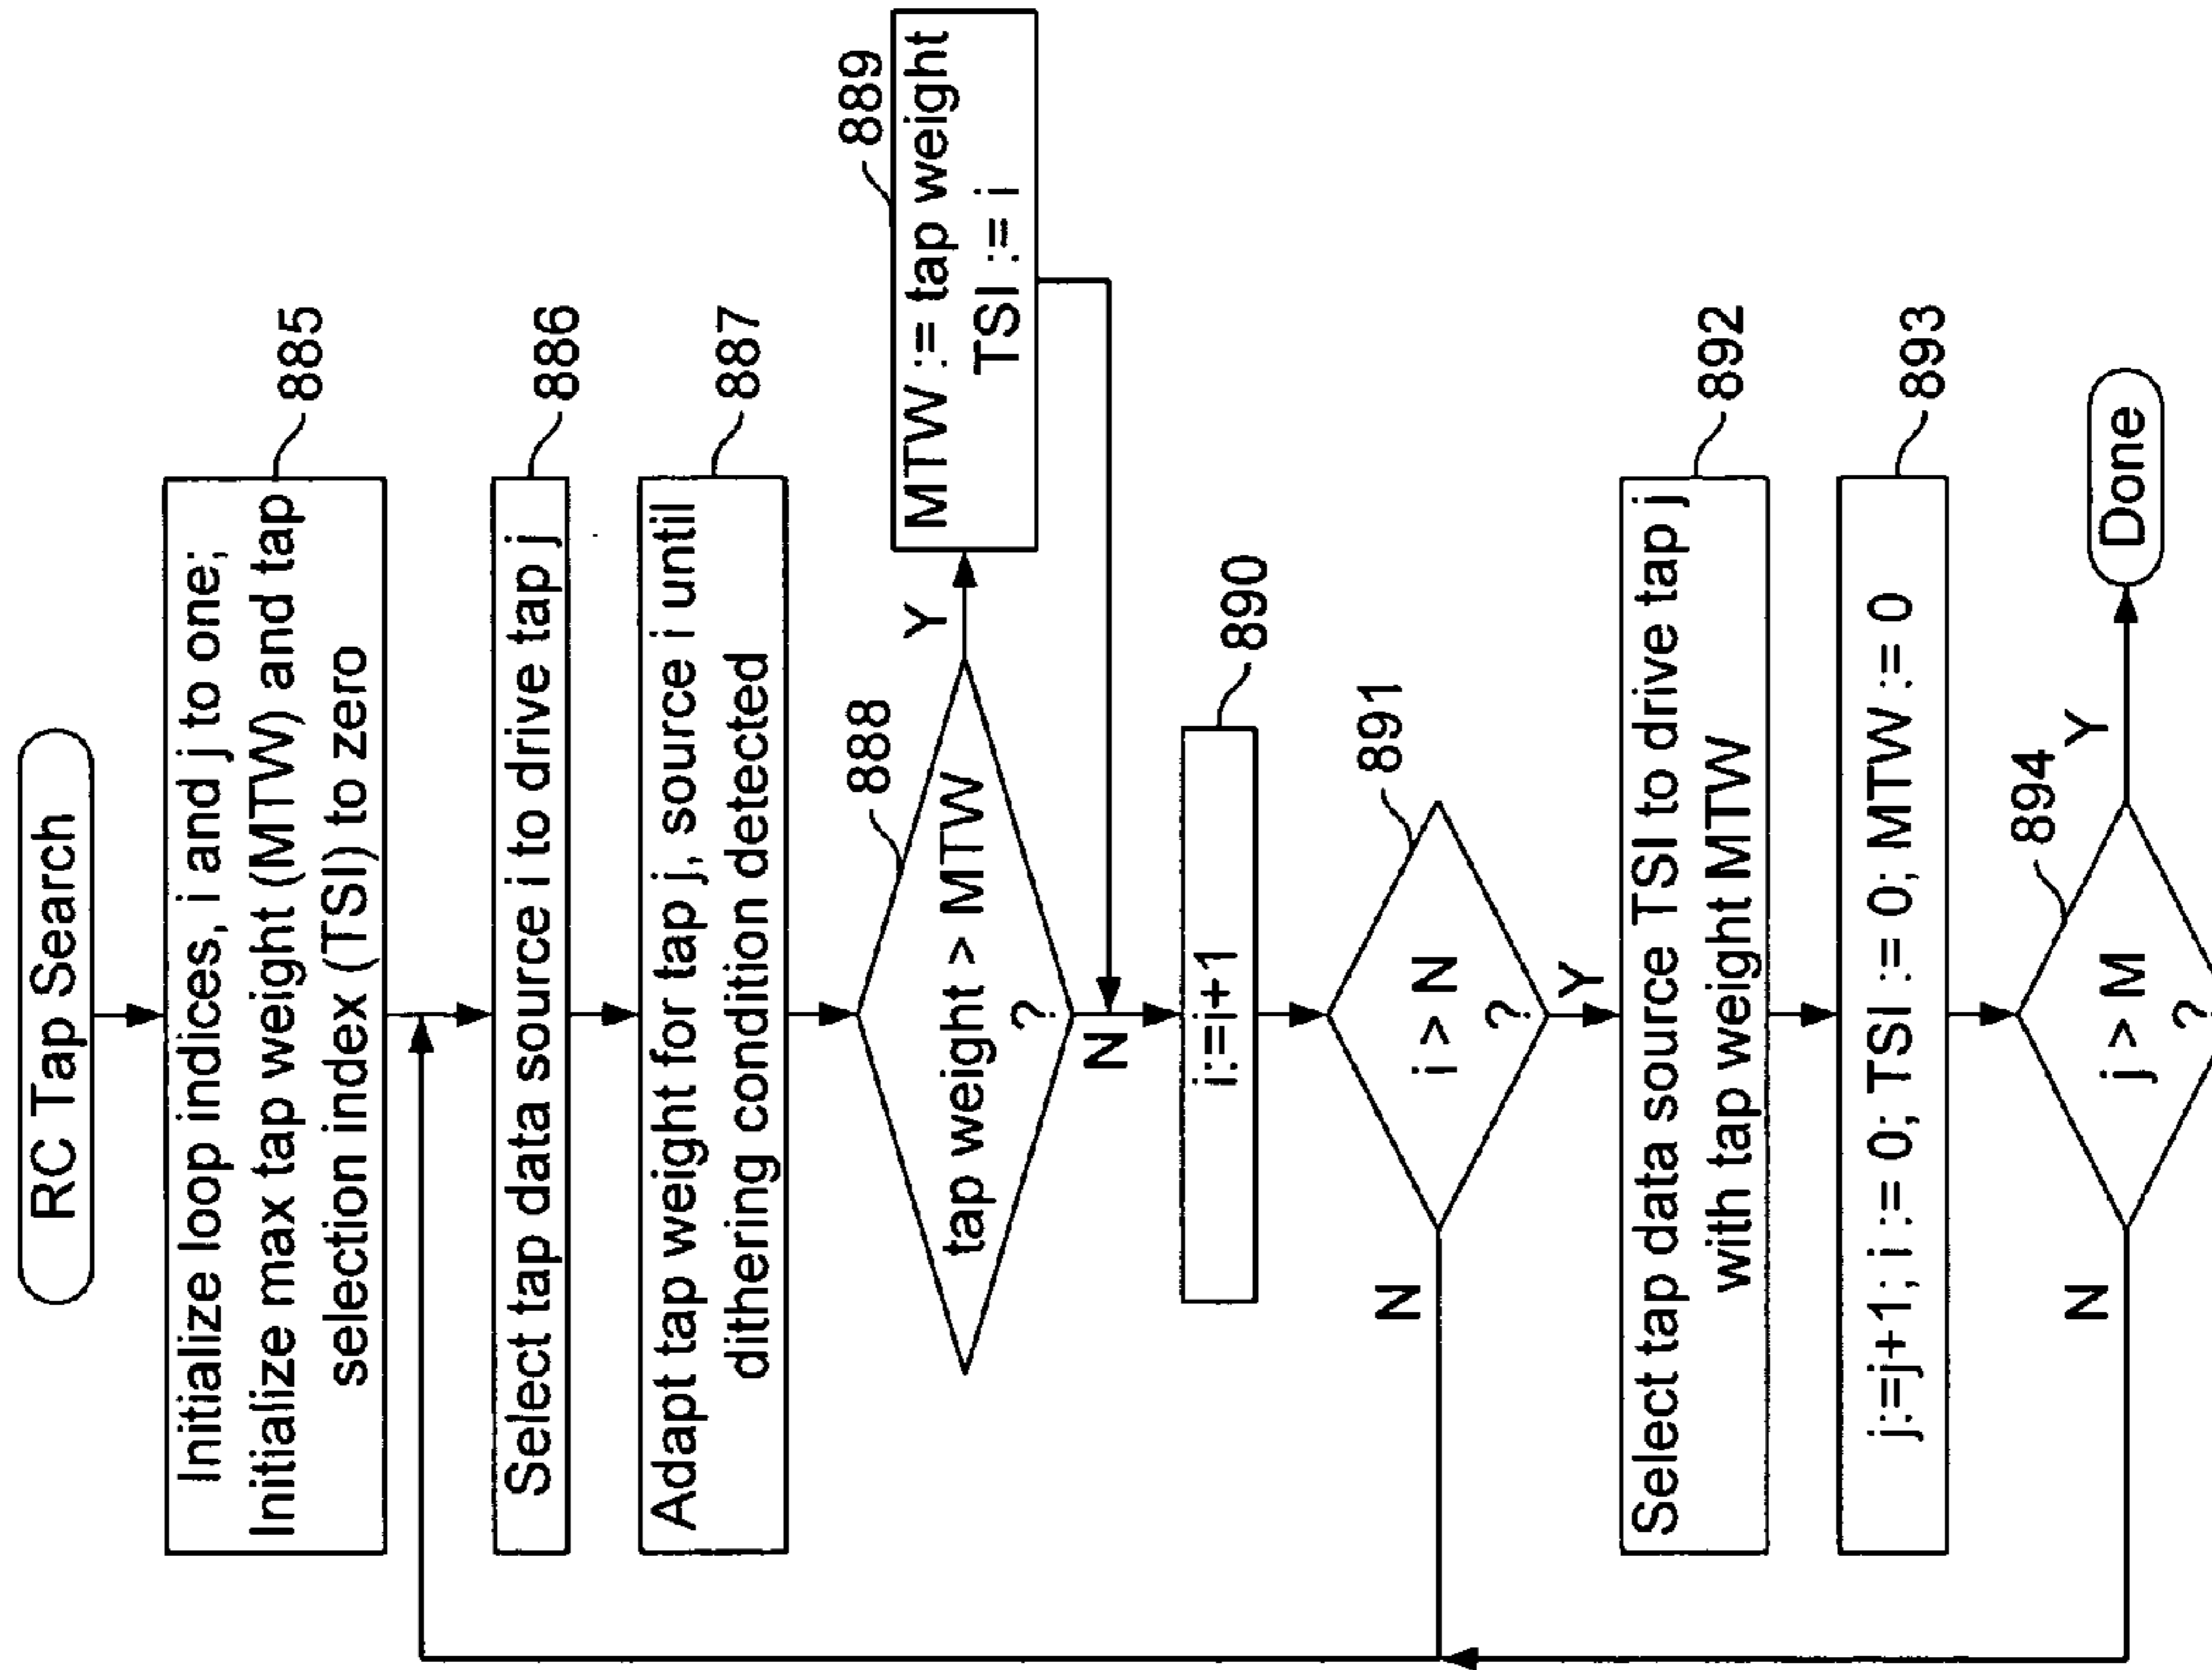 RC Tap Search
Initialize loop indices, i and j to one;
Initialize max tap weight (MTW) and tap
selection index (TSI) to zero
885
Select tap data source i to drive tap j
886
Adapt tap weight for tap j, source i until
dithering condition detected
887
tap weight > MTW
?
888
Y
N
MTW := tap weight
TSI := i
889
i:=i+1
890
i > N
?
891
N
Y
Select tap data source TSI to drive tap j
with tap weight MTW
892
j:=j+1; i := 0; TSI := 0; MTW := 0
893
j > M
?
894
N
Y
Done